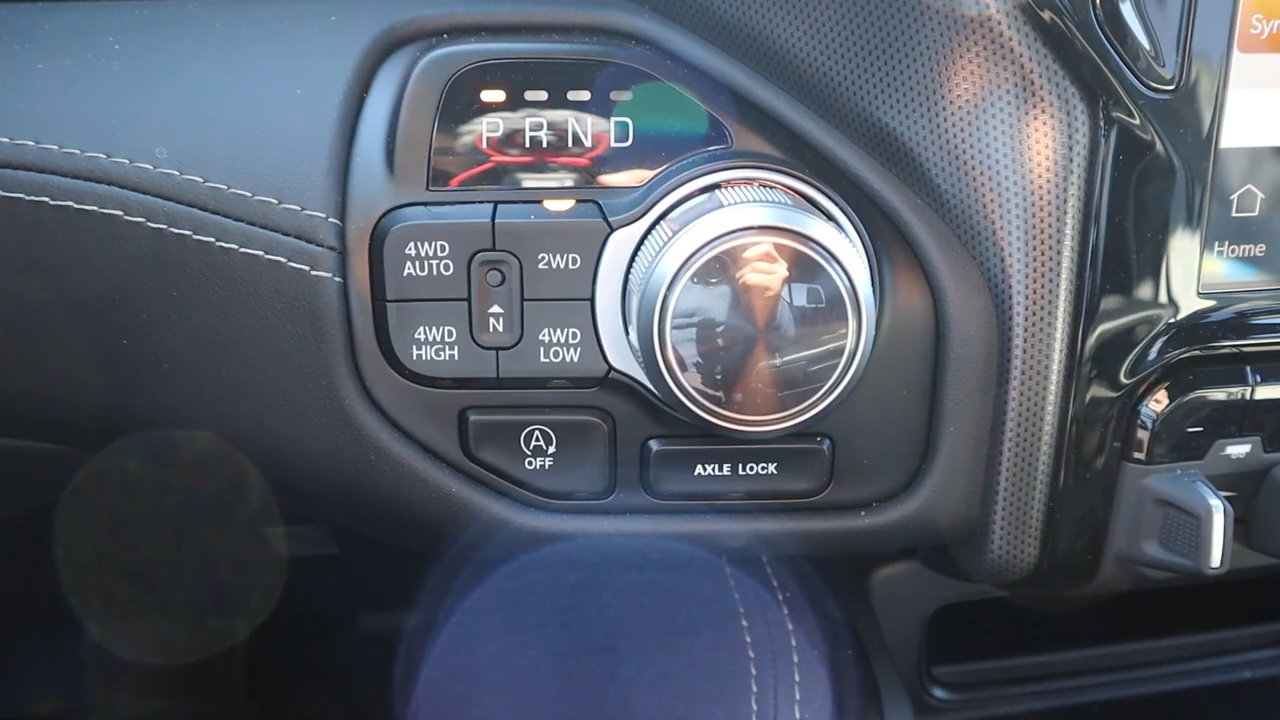 P R N D
4WD
AUTO
2WD
N
4WD
HIGH
4WD
LOW
A
OFF
AXLE LOCK
Home